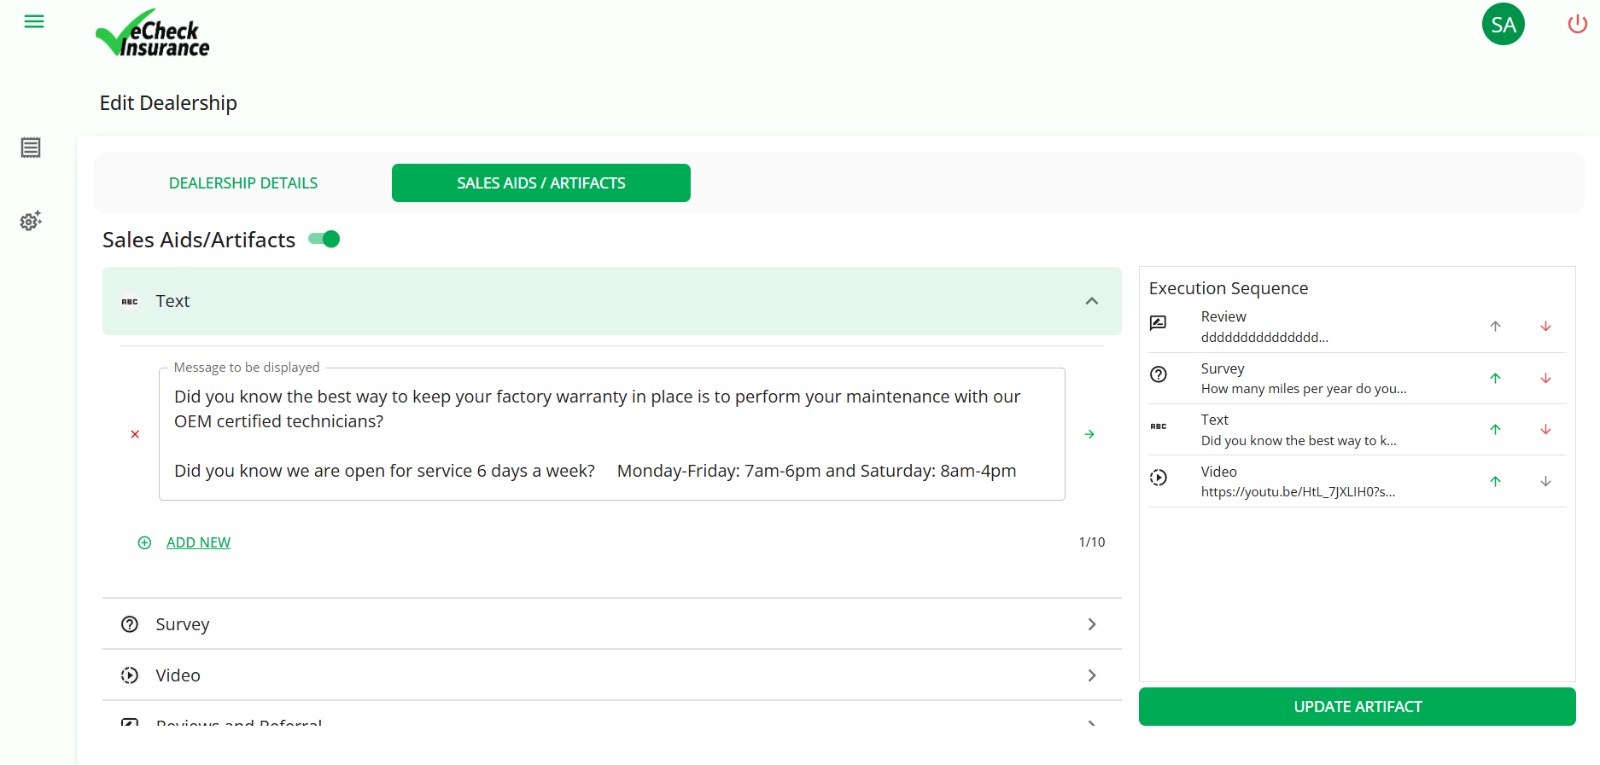 eCheck
Insurance
SA
Edit Dealership
DEALERSHIP DETAILS
SALES AIDS / ARTIFACTS
Sales Aids/Artifacts
ABC Text
Message to be displayed
Did you know the best way to keep your factory warranty in place is to perform your maintenance with our
OEM certified technicians?
Did you know we are open for service 6 days a week? Monday-Friday: 7am-6pm and Saturday: 8am-4pm
ADD NEW
1/10
Survey
Video
Reviews and Referral
Execution Sequence
Review
ddddddddddddddd...
Survey
How many miles per year do you...
ABC Text
Did you know the best way to k...
Video
https://youtu.be/HtL_7JXLIH0?s...
UPDATE ARTIFACT